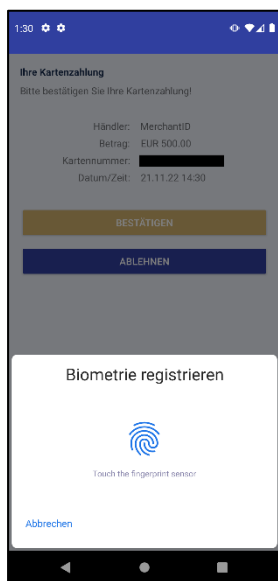 1:30
Ihre Kartenzahlung
Bitte bestätigen Sie Ihre Kartenzahlung!
Händler: MerchantID
Betrag: EUR 500.00
Kartennummer:
Datum/Zeit: 21.11.22 14:30
BESTÄTIGEN
ABLEHNEN
Biometrie registrieren
Touch the fingerprint sensor
Abbrechen